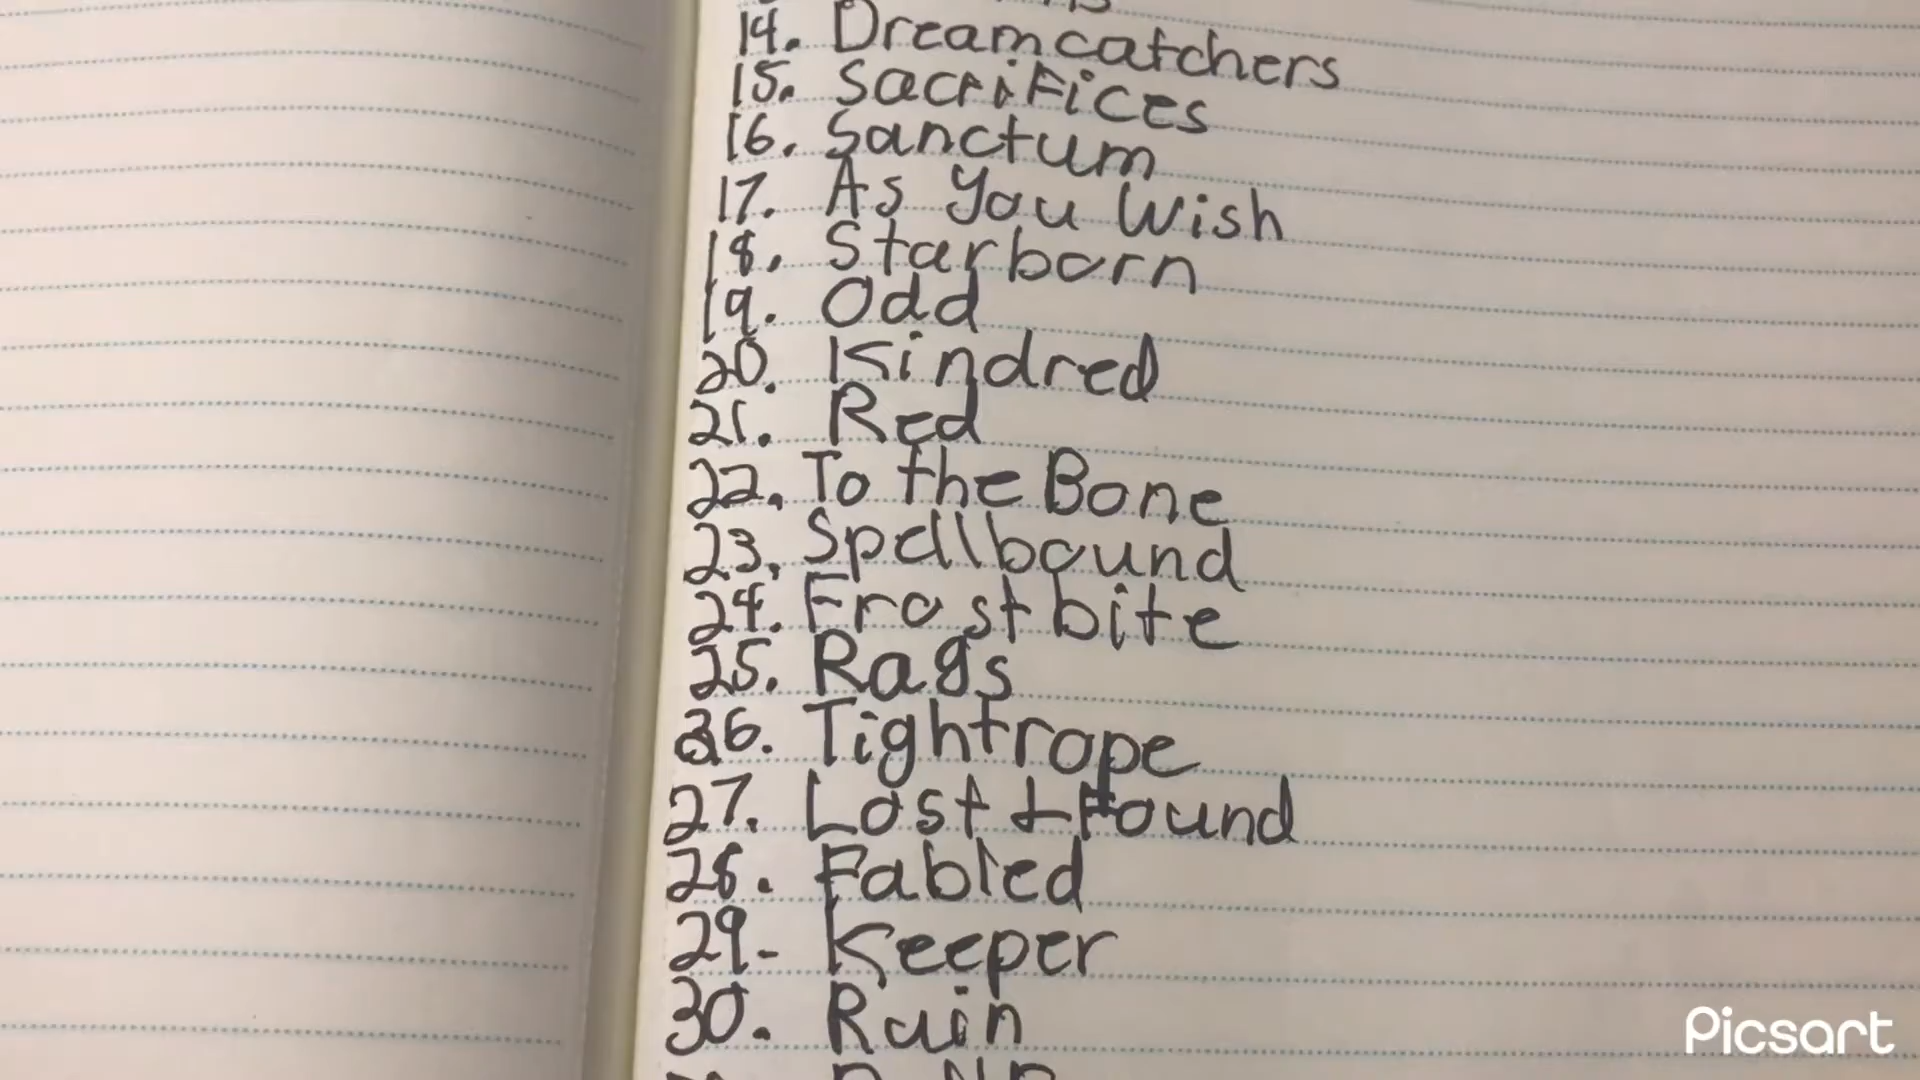 14. Dreamcatchers
15. Sacrifices
16. Sanctum
17. As You Wish
18. Starborn
19. Odd
20. Kindred
21. Red
22. To the Bone
23. Spellbound
24. Frostbite
25. Rags
26. Tightrope
27. Lost & Found
28. Fabled
29- Keeper
30. Ruin
Picsart